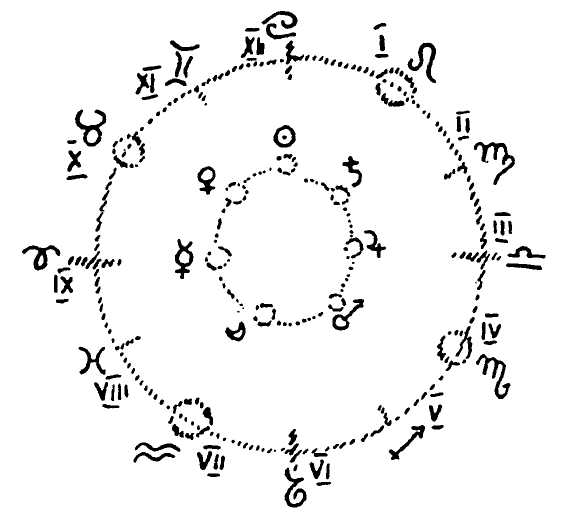 I ♌
II ♍
III ♎
IV ♏
V ♐
VI ♑
VII ♒
VIII ♓
IX ♈
X ♉
XI ♊
XII ♋
☉
♄
♃
♂
☽
☿
♀